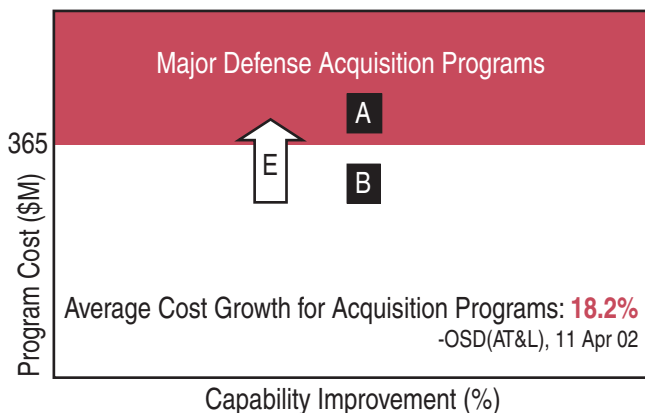 Major Defense Acquisition Programs
A
365
E
B
Program Cost ($M)
Average Cost Growth for Acquisition Programs: 18.2%
-OSD(AT&L), 11 Apr 02
Capability Improvement (%)